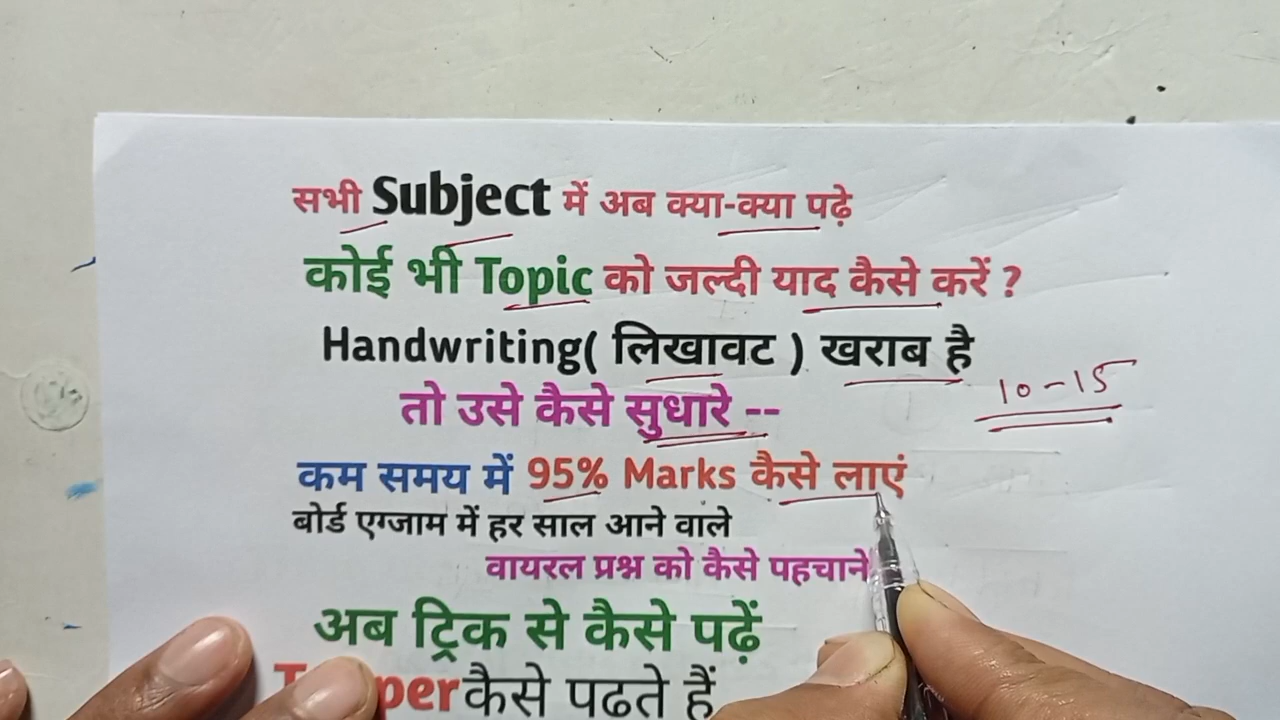 सभी Subject में अब क्या-क्या पढ़े
कोई भी Topic को जल्दी याद कैसे करें ?
Handwriting( लिखावट ) खराब है
10-15
तो उसे कैसे सुधारे --
कम समय में 95% Marks कैसे लाएं
बोर्ड एग्जाम में हर साल आने वाले
वायरल प्रश्न को कैसे पहचाने
अब ट्रिक से कैसे पढ़ें
कैसे पढते हैं